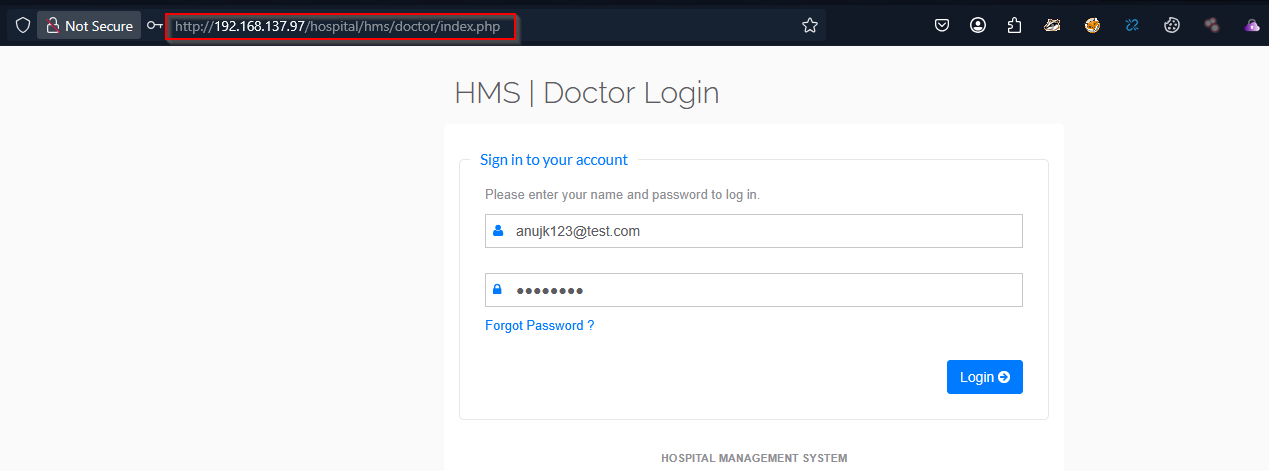 Not Secure http://192.168.137.97/hospital/hms/doctor/index.php
HMS | Doctor Login
Sign in to your account
Please enter your name and password to log in.
anujk123@test.com
●●●●●●●●
Forgot Password ?
Login
HOSPITAL MANAGEMENT SYSTEM